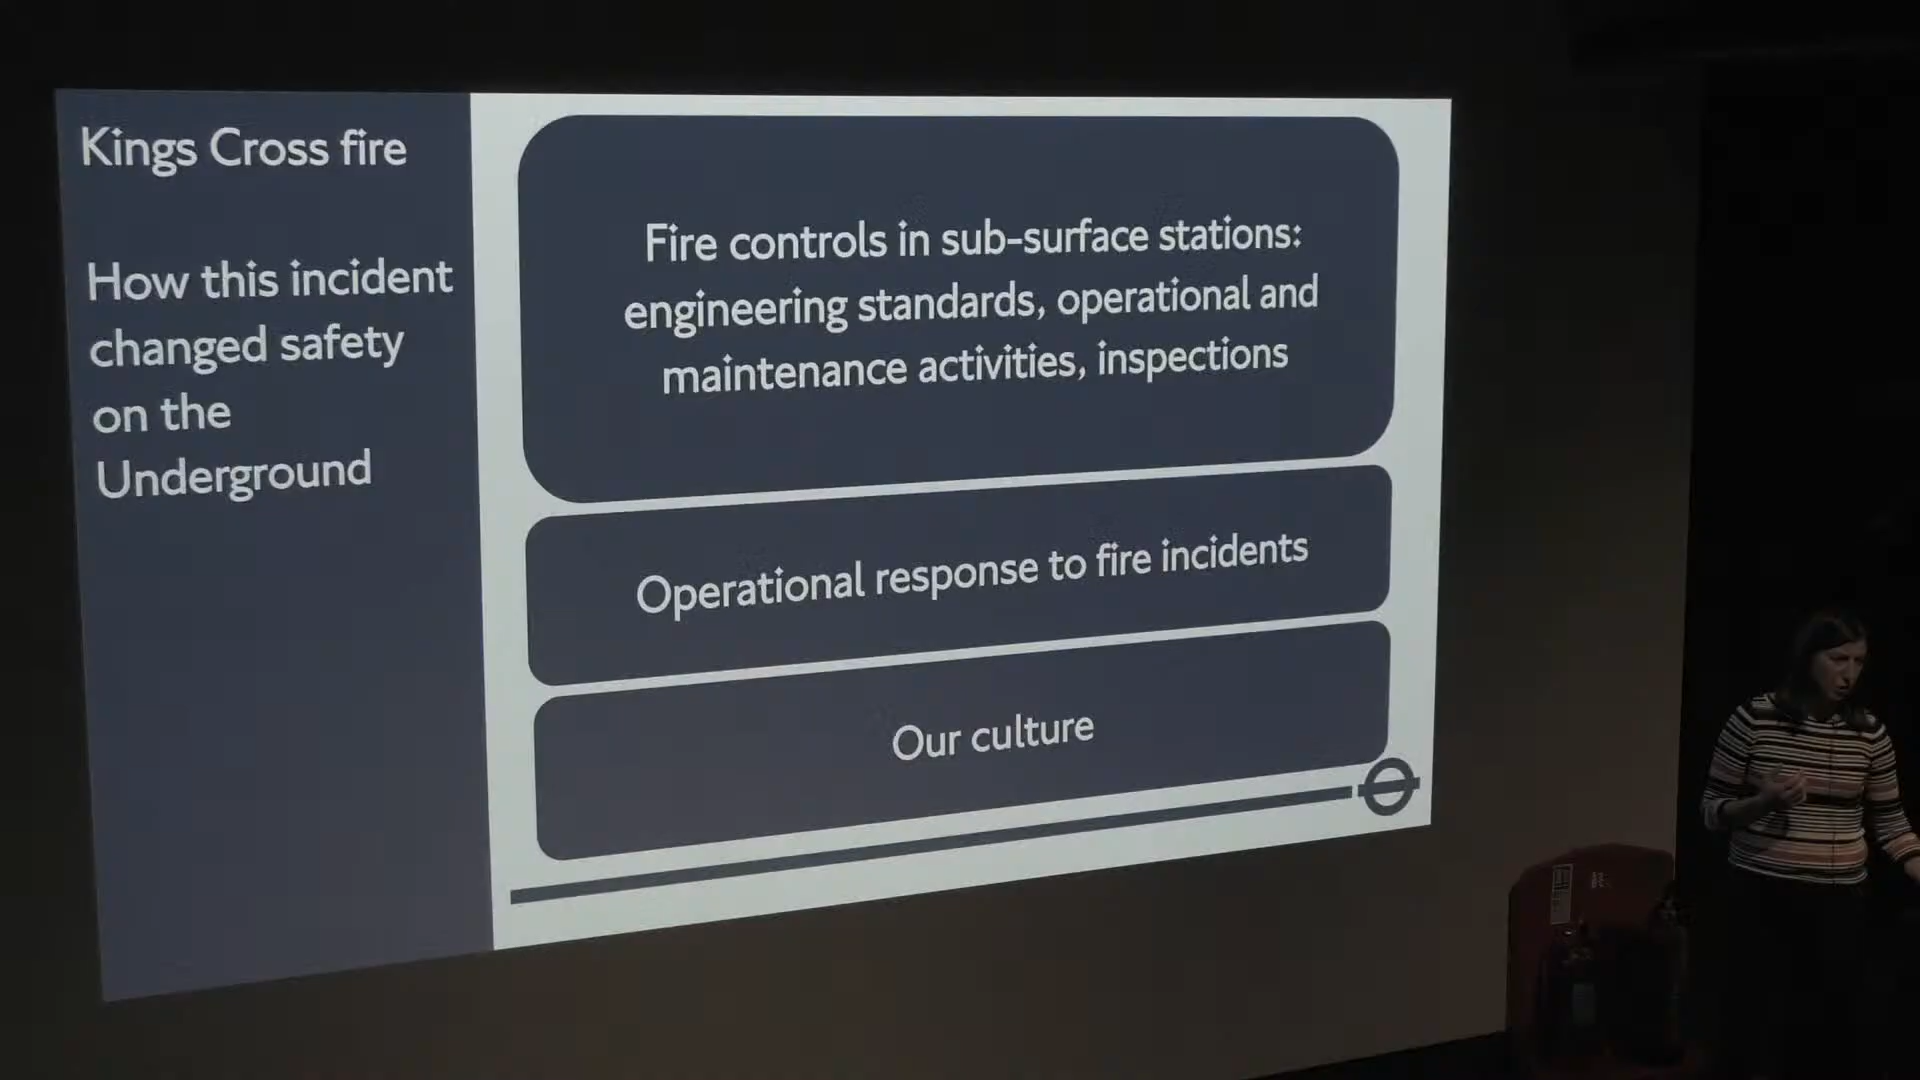 Kings Cross fire
How this incident
changed safety
on the
Underground
Fire controls in sub-surface stations:
engineering standards, operational and
maintenance activities, inspections
Operational response to fire incidents
Our culture